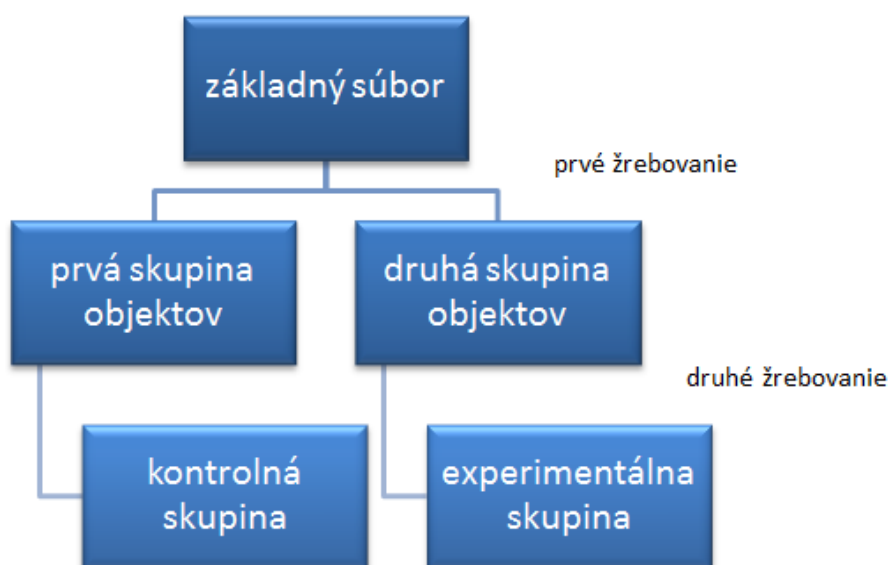 základný súbor
prvé žrebovanie
prvá skupina
objektov
druhá skupina
objektov
druhé žrebovanie
kontrolná
skupina
experimentálna
skupina